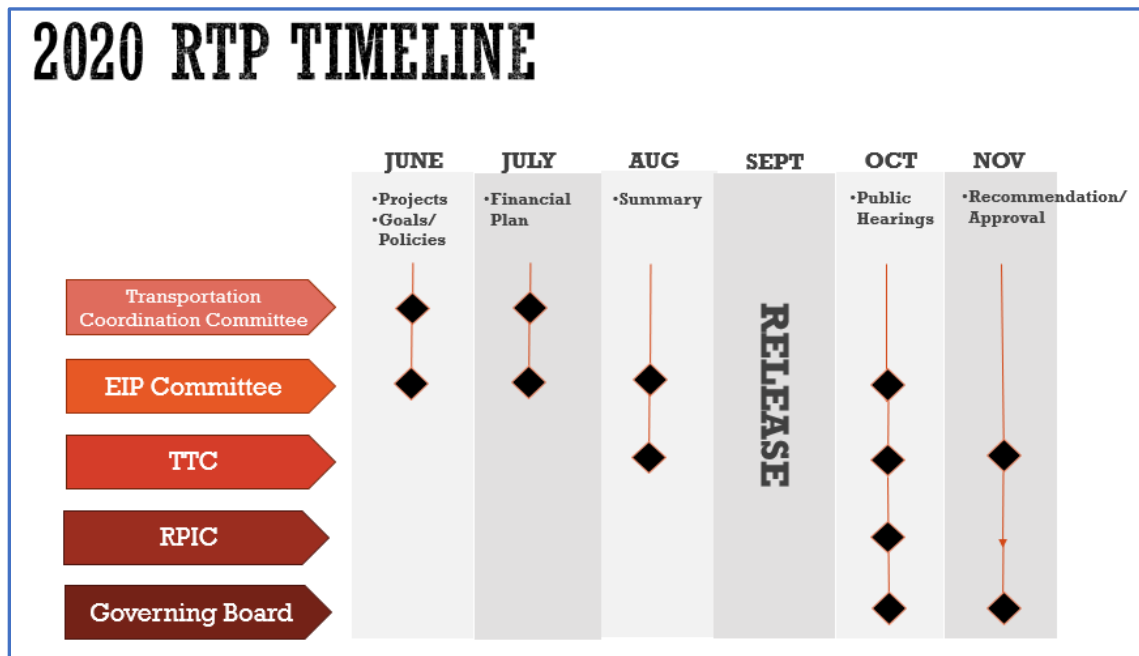 2020 RTP TIMELINE
JUNE
JULY
AUG
SEPT
OCT
NOV
•Projects
•Goals/
Policies
•Financial
Plan
•Summary
•Public
Hearings
•Recommendation/
Approval
RELEASE
Transportation
Coordination Committee
EIP Committee
TTC
RPIC
Governing Board